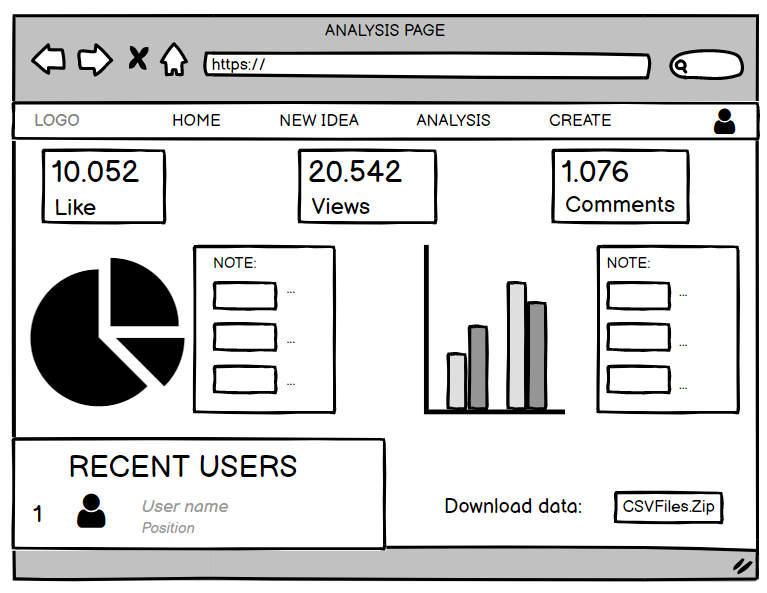 ANALYSIS PAGE
https://
LOGO HOME NEW IDEA ANALYSIS CREATE
10.052
Like
20.542
Views
1.076
Comments
NOTE:
...
...
...
NOTE:
...
...
...
RECENT USERS
1
User name
Position
Download data: CSVFiles.Zip